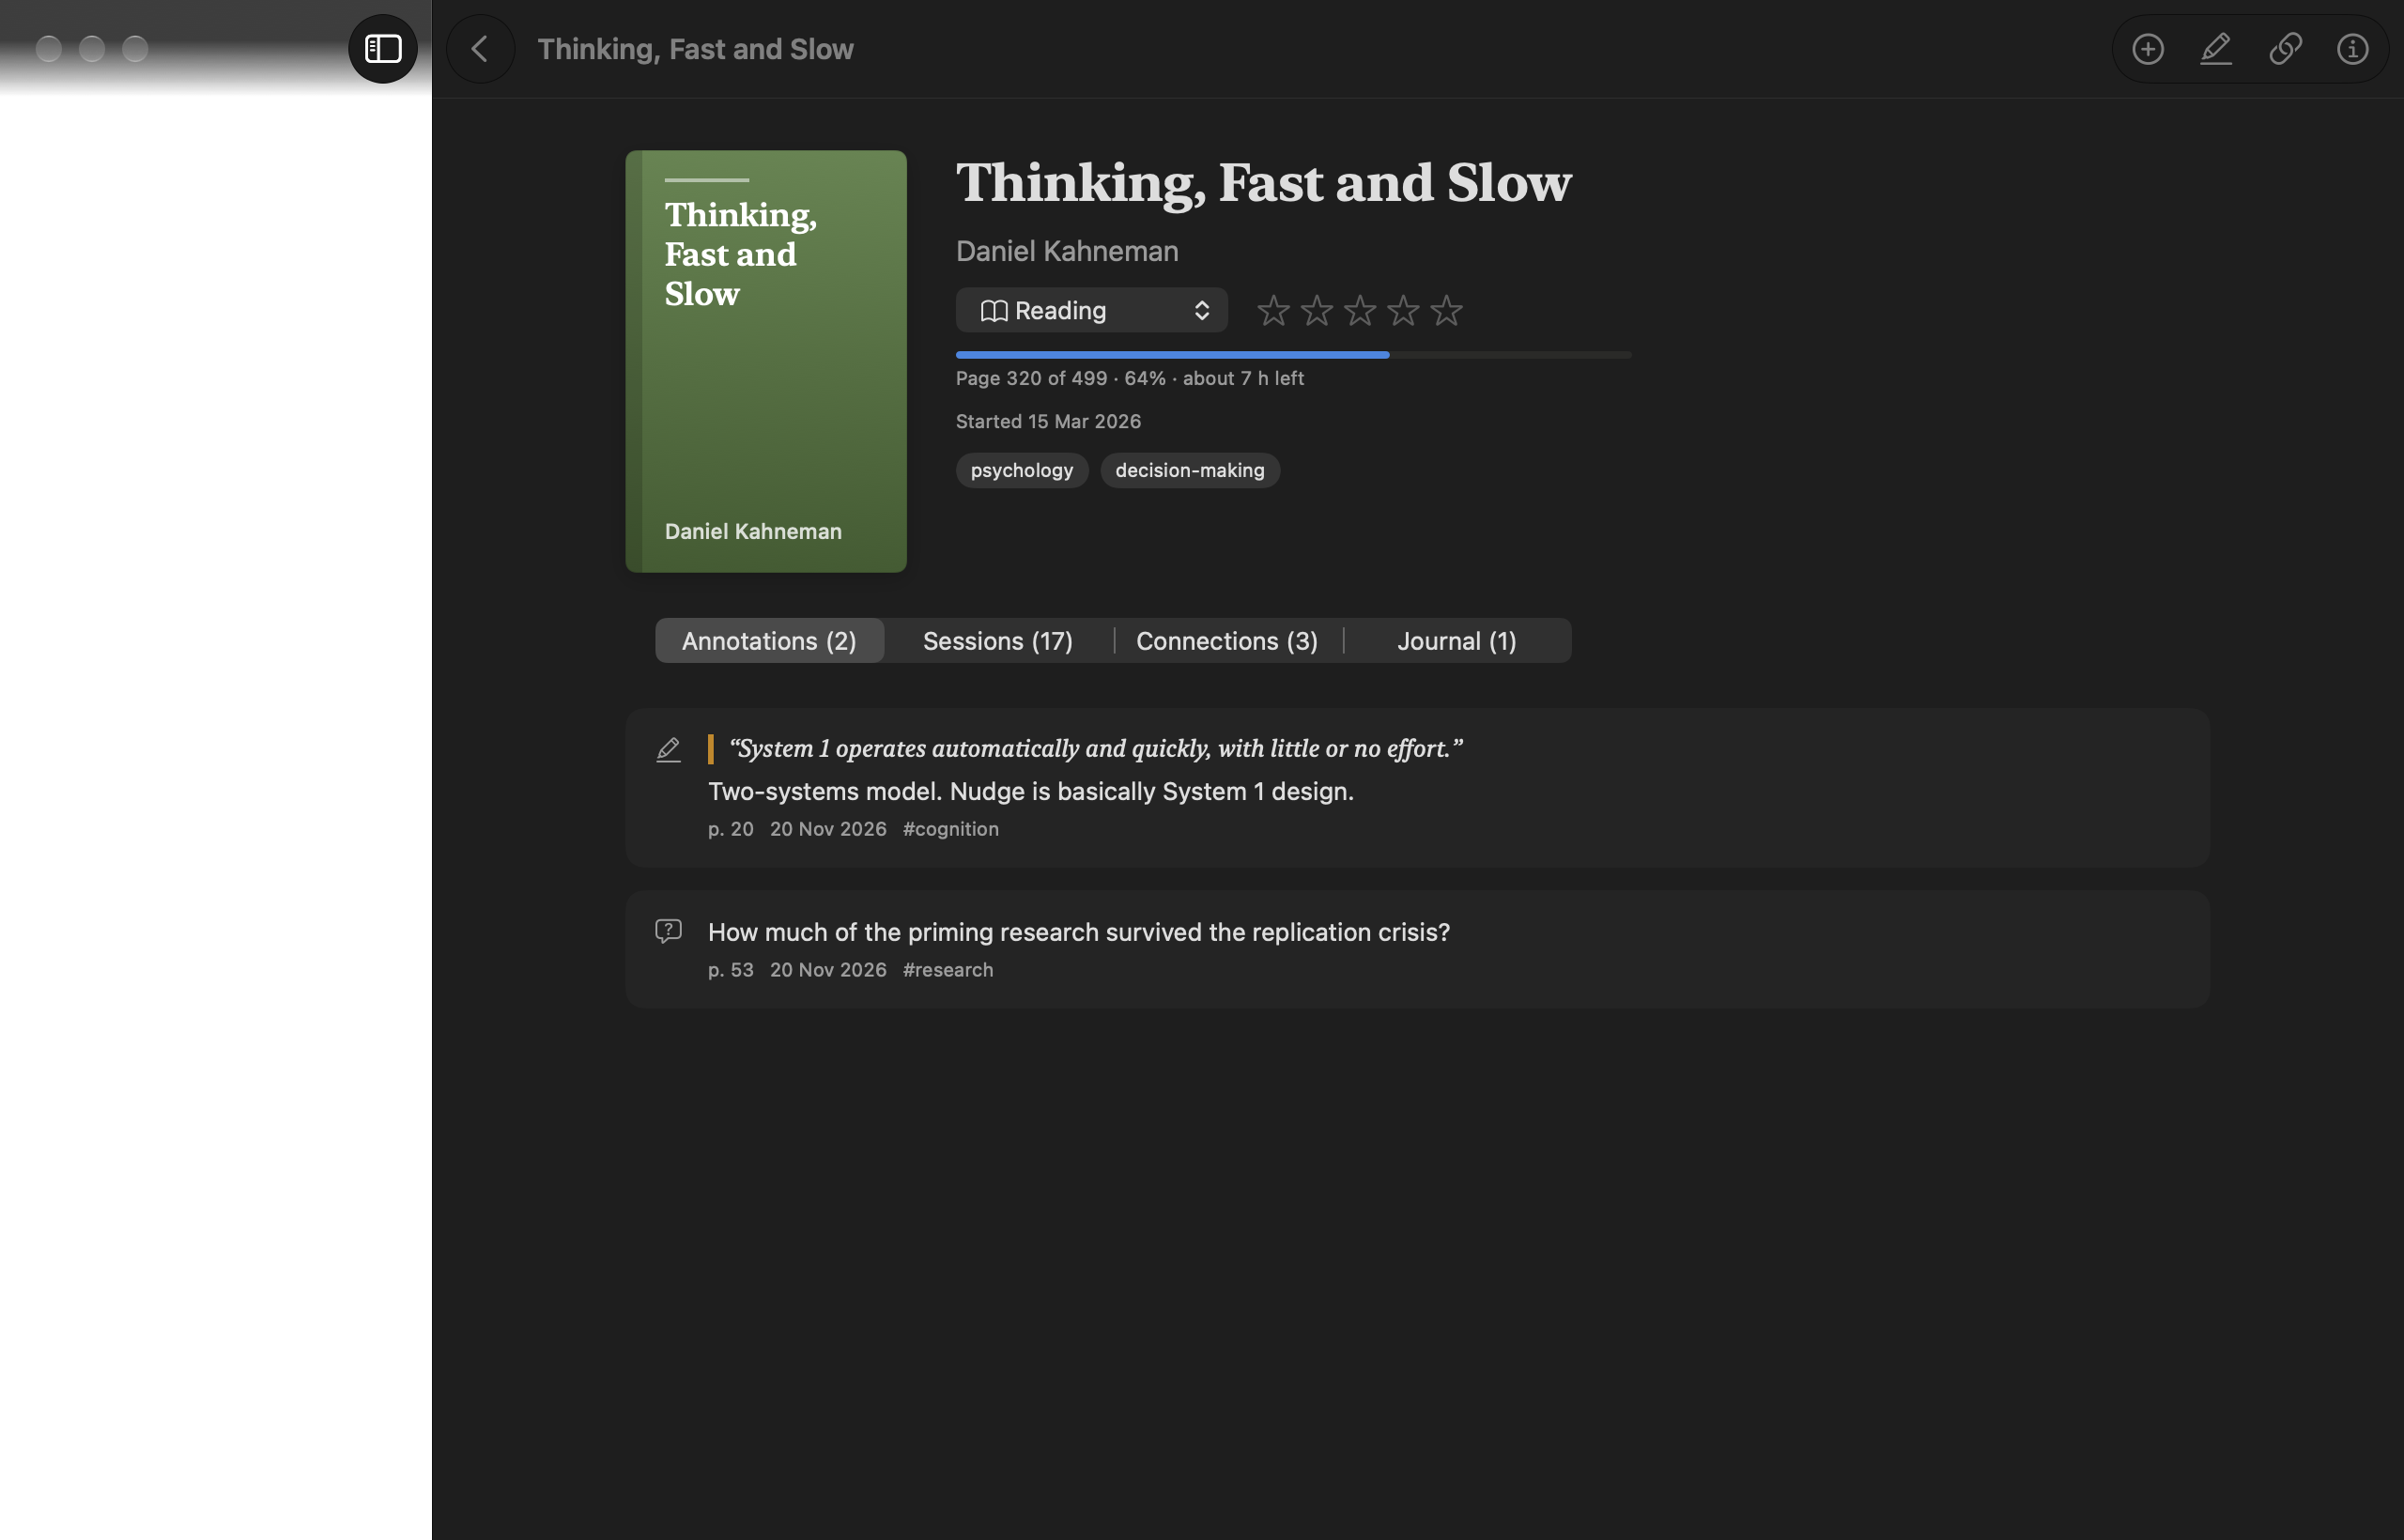 Thinking, Fast and Slow
Thinking,
Fast and
Slow
Daniel Kahneman
Thinking, Fast and Slow
Daniel Kahneman
Reading
Page 320 of 499 · 64% · about 7 h left
Started 15 Mar 2026
psychology decision-making
Annotations (2) Sessions (17) Connections (3) Journal (1)
“System 1 operates automatically and quickly, with little or no effort.”
Two-systems model. Nudge is basically System 1 design.
p. 20 20 Nov 2026 #cognition
How much of the priming research survived the replication crisis?
p. 53 20 Nov 2026 #research